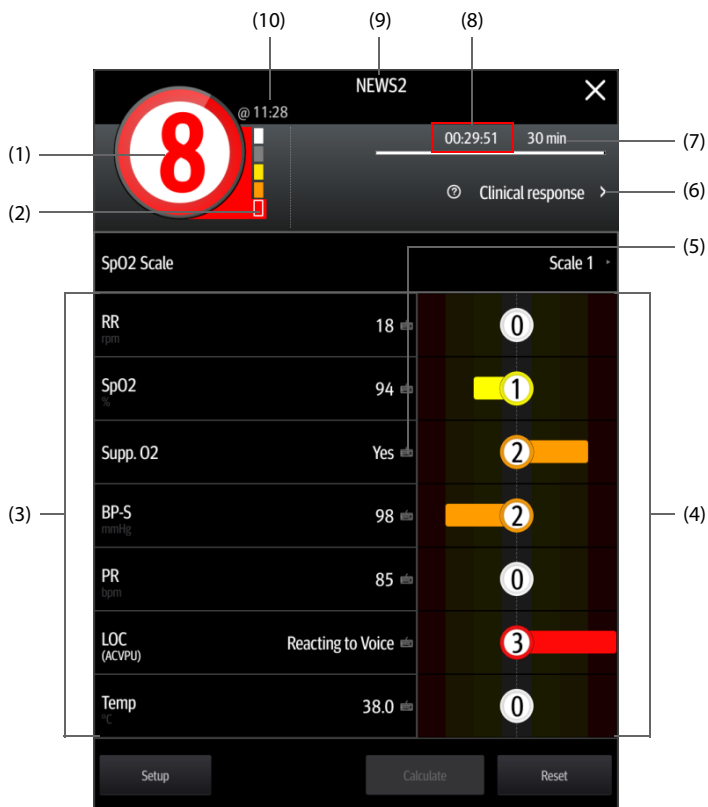 (10) (9) (8)
NEWS2
@ 11:28
8
00:29:51 30 min
(7)
(1)
Clinical response
(6)
(2)
(5)
SpO2 Scale Scale 1
RR 18 0
rpm
SpO2 94 1
%
Supp. O2 Yes 2
(3)
BP-S 98 2
mmHg
(4)
PR 85 0
bpm
LOC Reacting to Voice 3
(ACVPU)
Temp 38.0 0
°C
Setup Calculate Reset